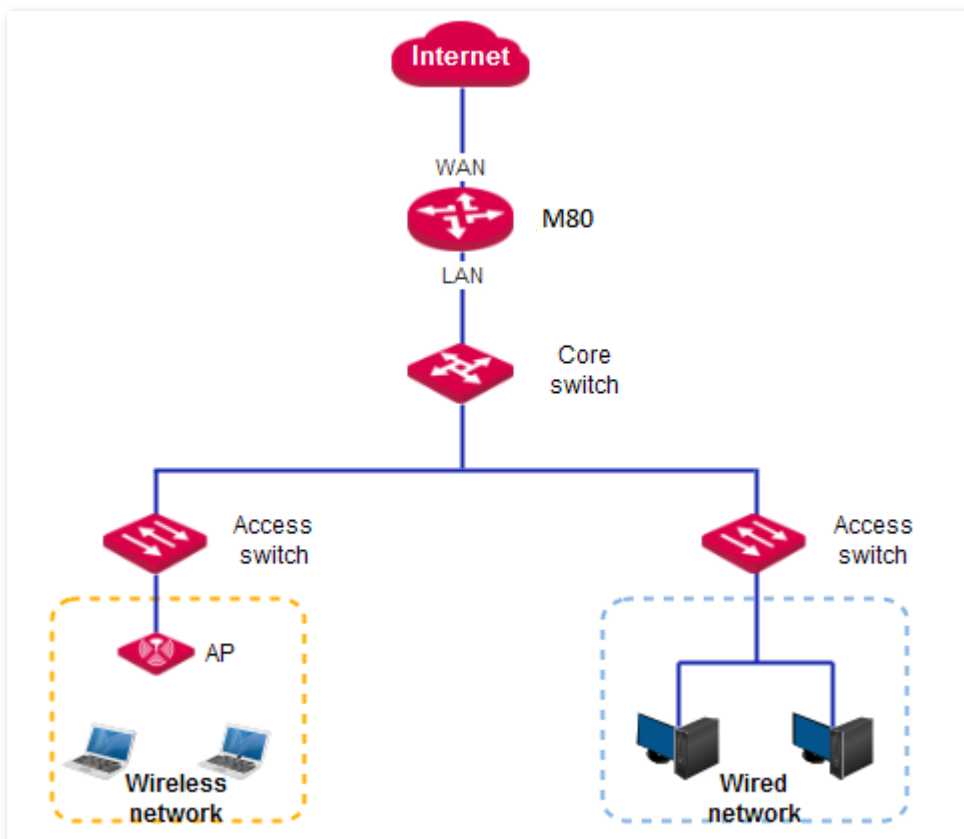 Internet
WAN
M80
LAN
Core
switch
Access
switch
Access
switch
AP
Wireless
network
Wired
network